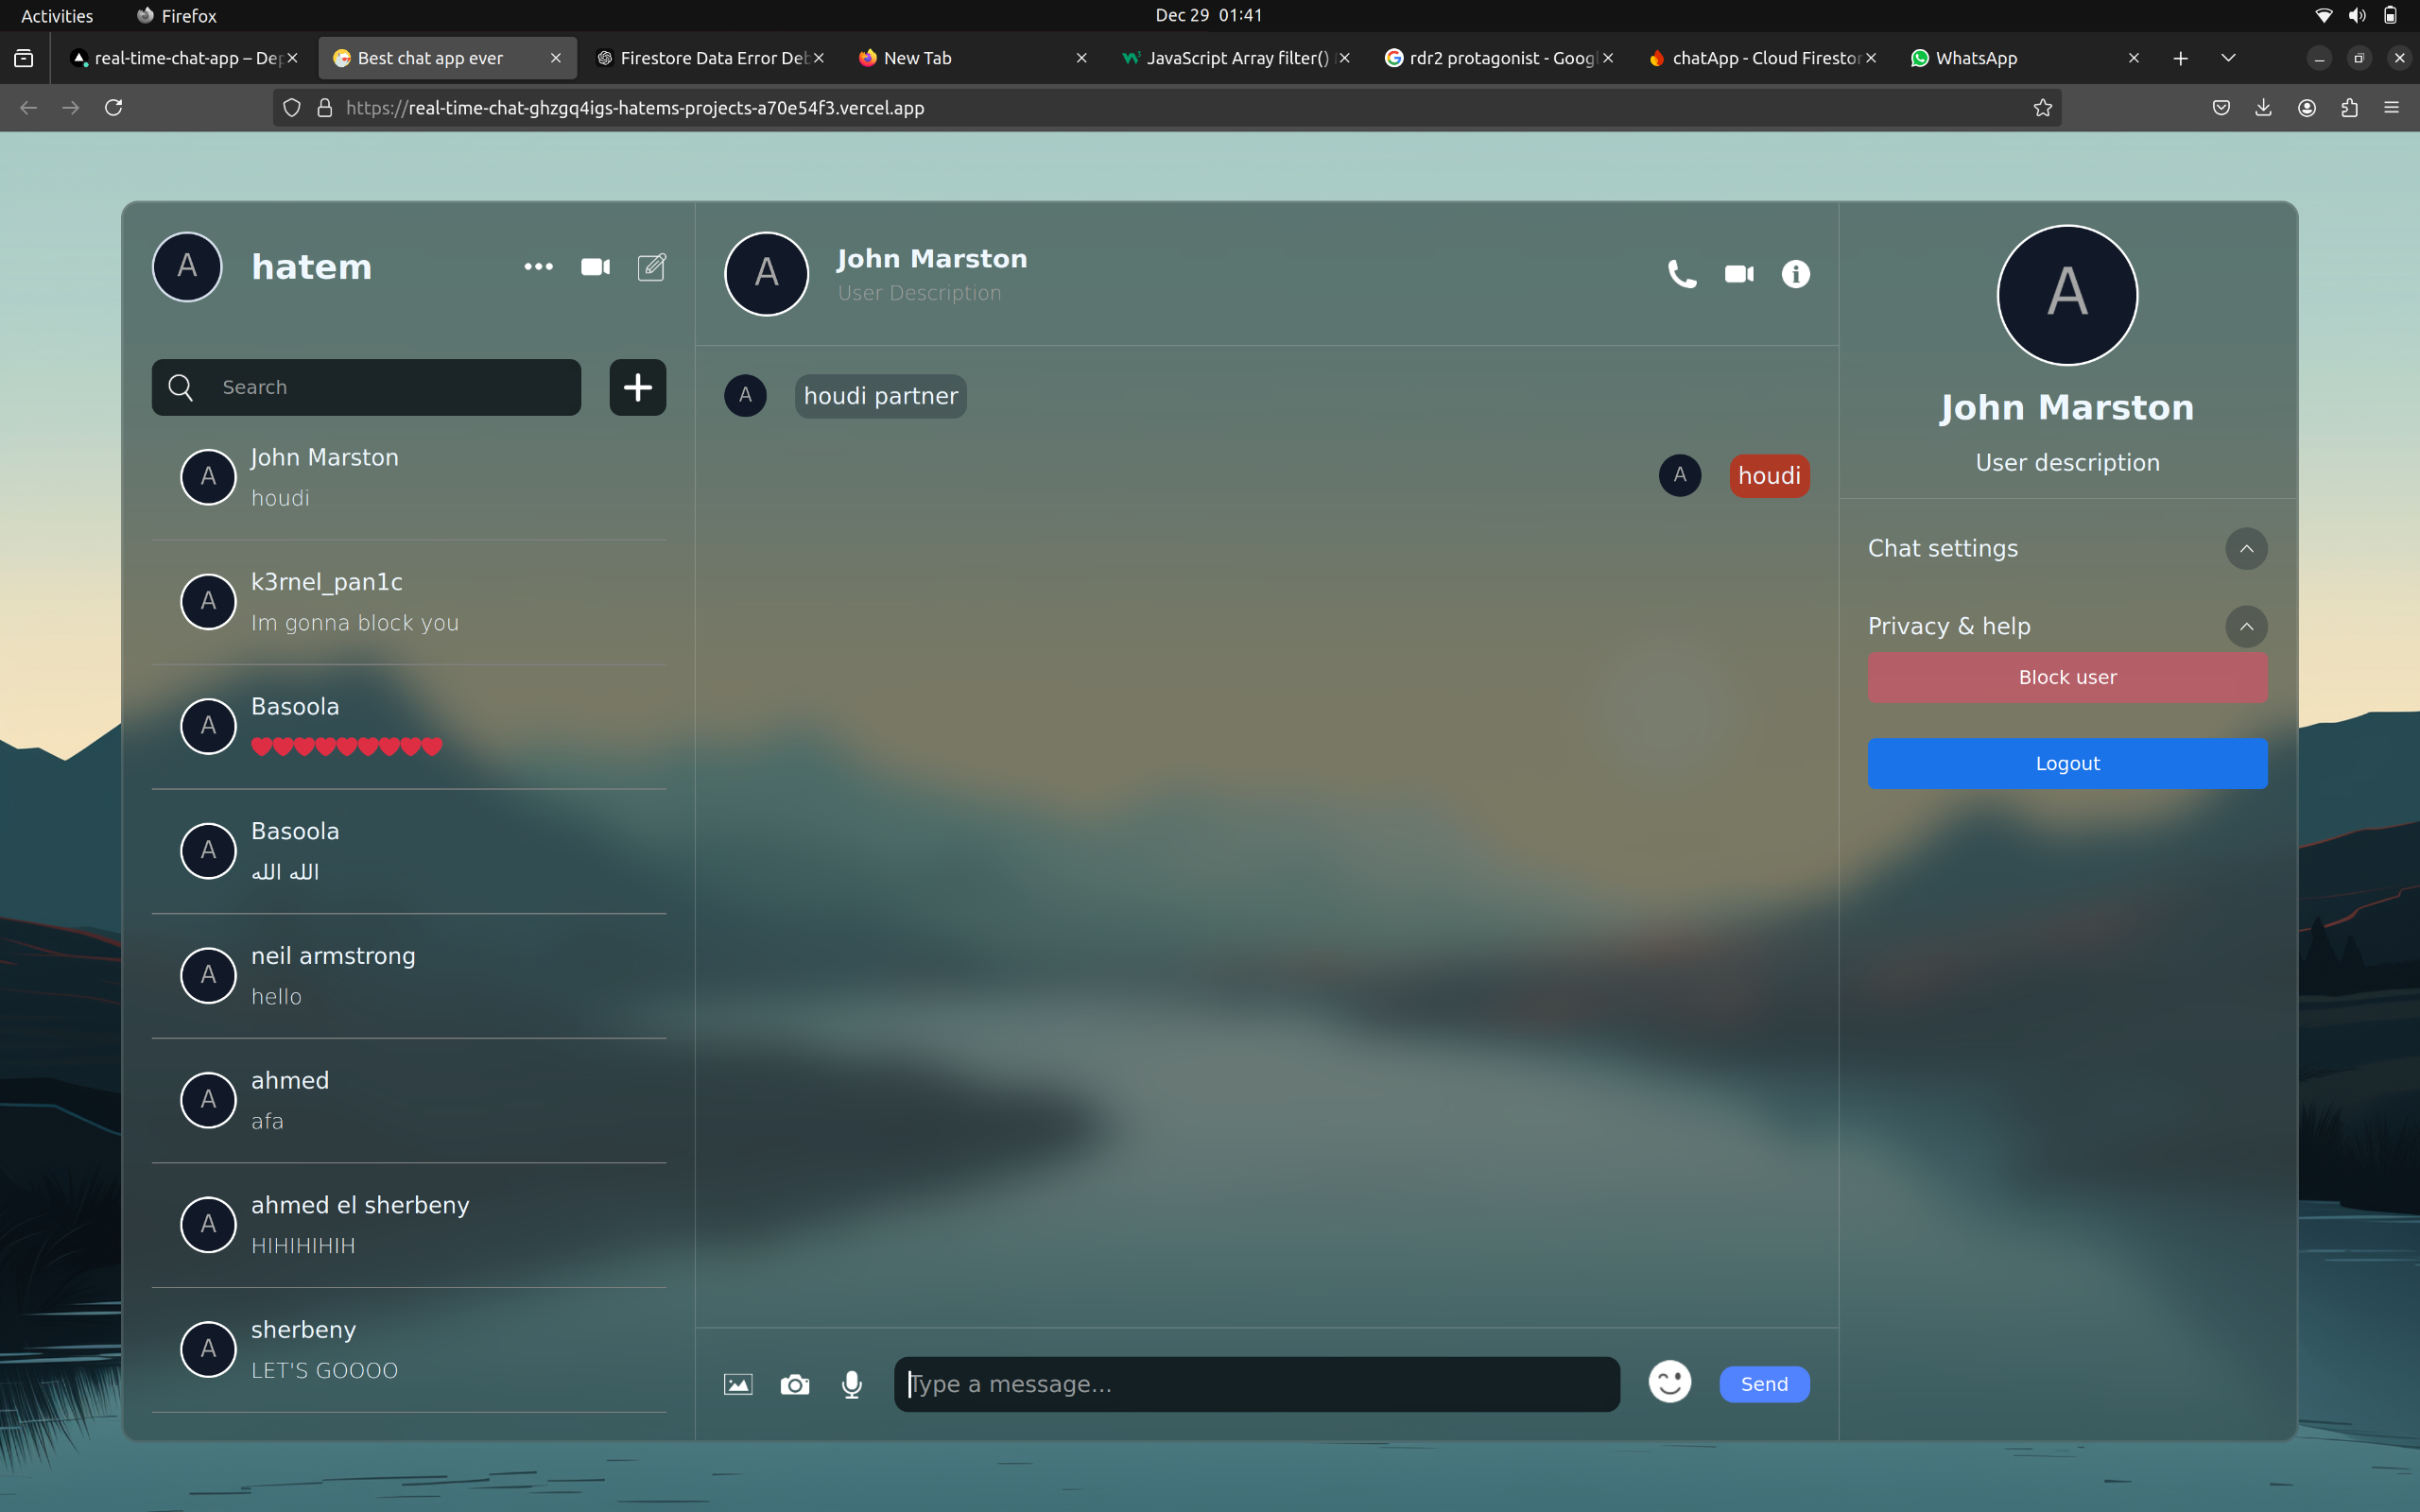 Activities
Firefox
Dec 29 01:41
real-time-chat-app – Dep
Best chat app ever
Firestore Data Error Deb
New Tab
JavaScript Array filter()
rdr2 protagonist - Goog
chatApp - Cloud Firestor
WhatsApp
https://real-time-chat-ghzgq4igs-hatems-projects-a70e54f3.vercel.app
A
hatem
Search
A
John Marston
houdi
A
k3rnel_pan1c
Im gonna block you
A
Basoola
❤❤❤❤❤❤❤❤❤
A
Basoola
الله الله
A
neil armstrong
hello
A
ahmed
afa
A
ahmed el sherbeny
HIHIHIHIH
A
sherbeny
LET'S GOOOO
A
John Marston
User Description
A
houdi partner
A
houdi
Type a message...
Send
A
John Marston
User description
Chat settings
Privacy & help
Block user
Logout